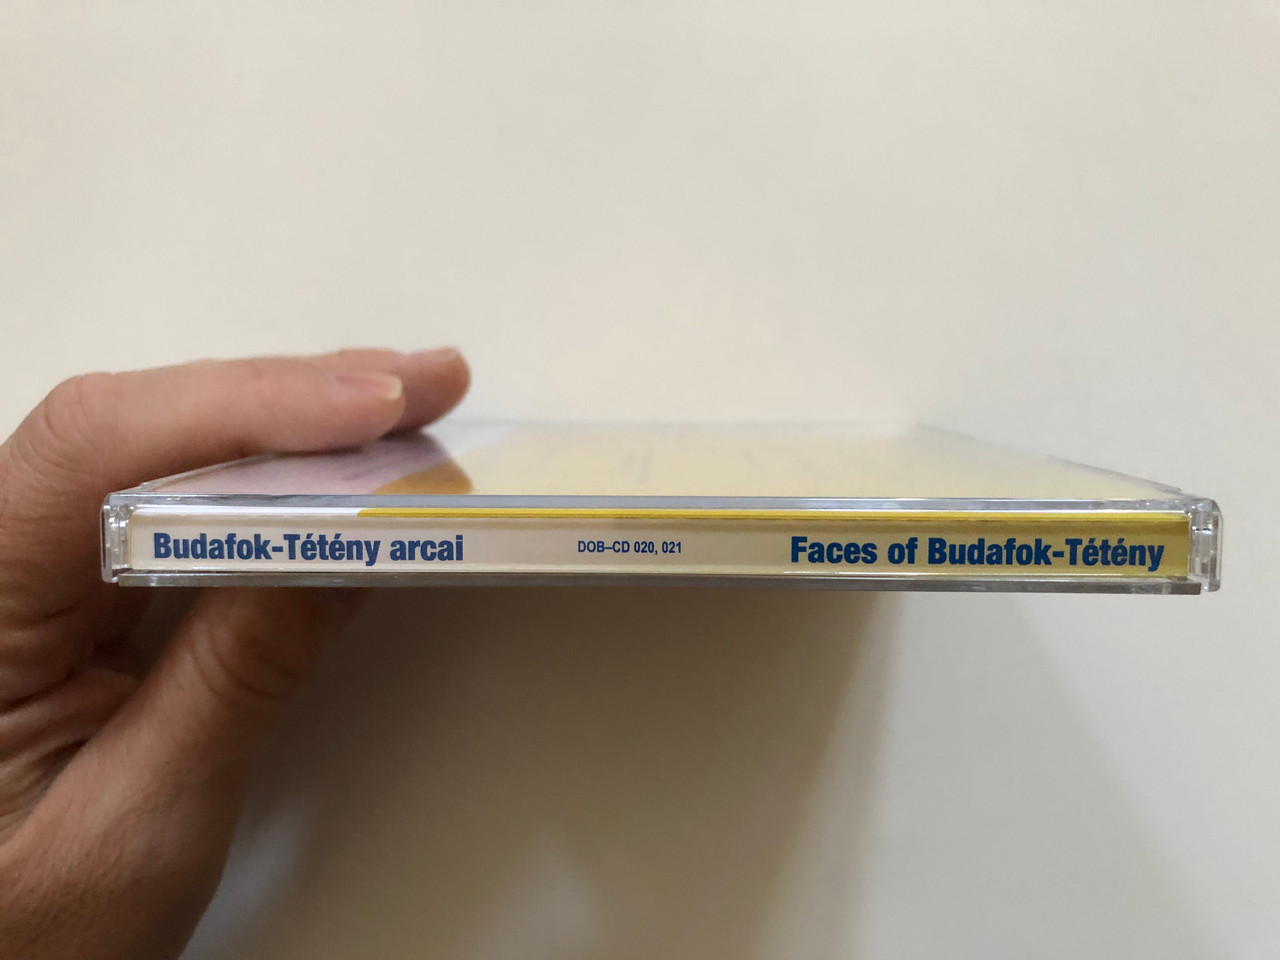 Budafok-Tétény arcai
DOB–CD 020, 021
Faces of Budafok-Tétény